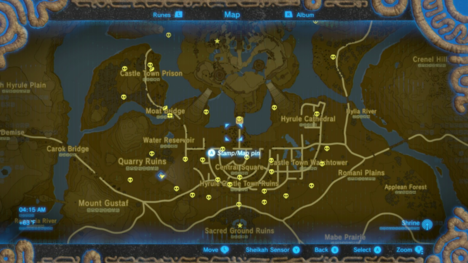 Runes L
Map
R Album
Crenel Hill
Castle Town Prison
h Hyrule Plain
Moat Bridge
Hylia River
Hyrule Cathedral
Demise
Water Reservoir
Carok Bridge
Stamp/Map pin
Quarry Ruins
Central Square
Castle Town Watchtower
Romani Plains
Hyrule Castle Town Ruins
Applean Forest
Mount Gustaf
04:15 AM
Shrine
River
Sacred Ground Ruins
Mabe Prairie
Move
Sheikah Sensor
Back
Select
Zoom